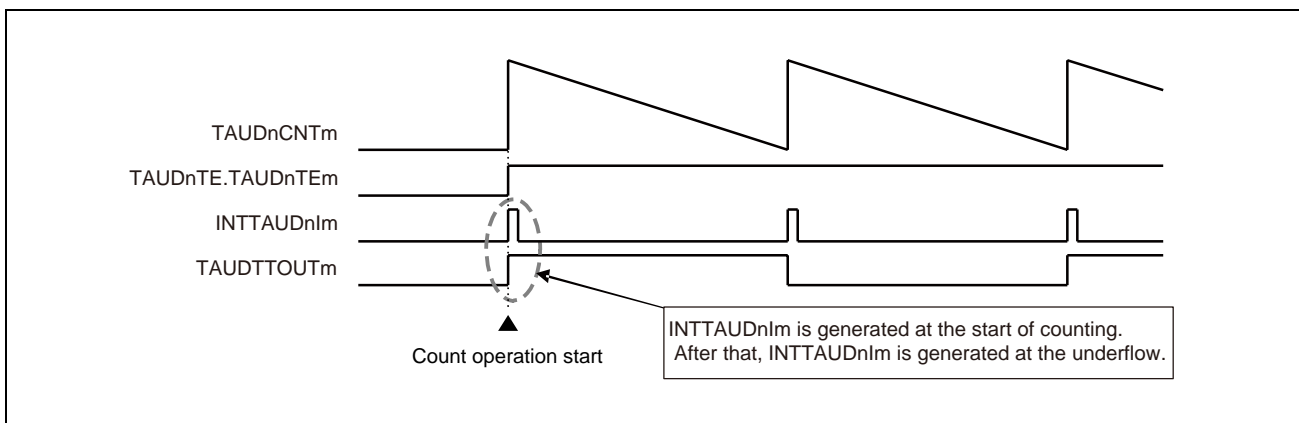 TAUDnCNTm
TAUDnTE.TAUDnTEm
INTTAUDnIm
TAUDTTOUTm
Count operation start
INTTAUDnIm is generated at the start of counting.
After that, INTTAUDnIm is generated at the underflow.